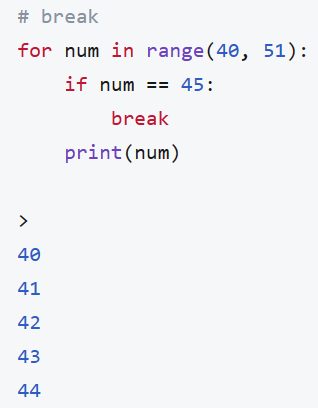 # break
for num in range(40, 51):
    if num == 45:
        break
    print(num)
>
40
41
42
43
44